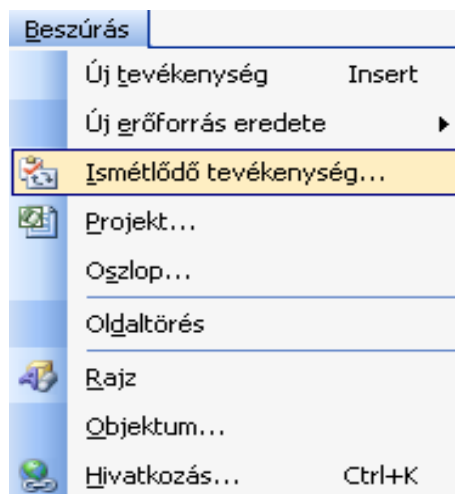 Beszúrás
Új tevékenység Insert
Új erőforrás eredete
Ismétlődő tevékenység...
Projekt...
Oszlop...
Oldaltörés
Rajz
Objektum...
Hivatkozás... Ctrl+K